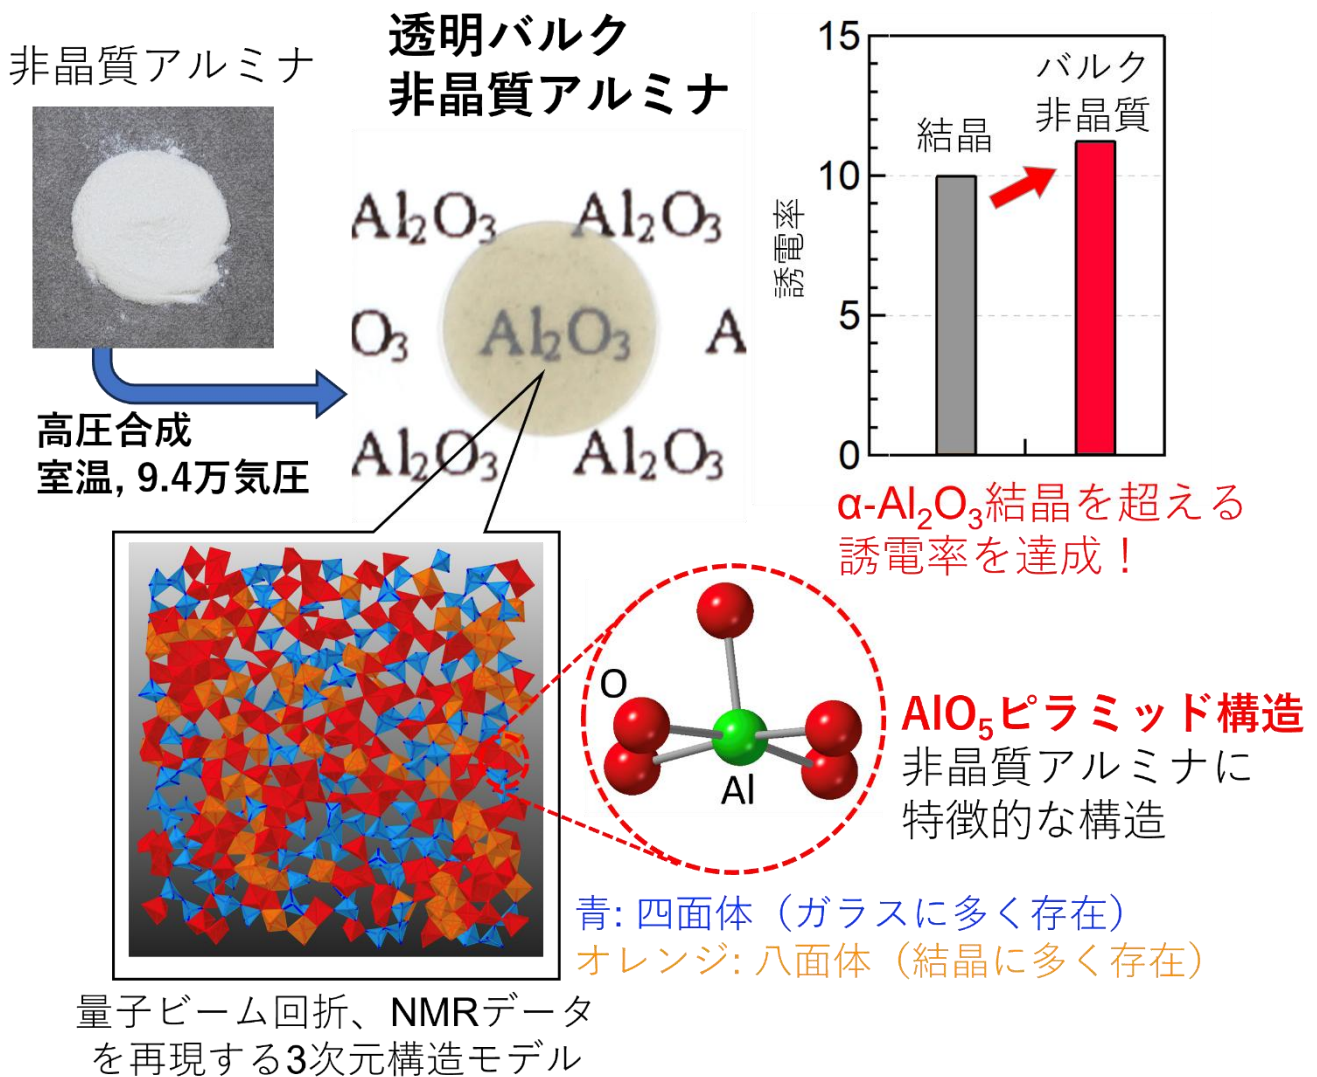 非晶質アルミナ
透明バルク
非晶質アルミナ
高圧合成
室温, 9.4万気圧
Al₂O₃ Al₂O₃
O₃ Al₂O₃ A
Al₂O₃ Al₂O₃
15
10
5
0
誘電率
結晶
バルク
非晶質
α-Al₂O₃結晶を超える
誘電率を達成！
O
Al
AlO₅ピラミッド構造
非晶質アルミナに
特徴的な構造
青: 四面体（ガラスに多く存在）
オレンジ: 八面体（結晶に多く存在）
量子ビーム回折、NMRデータ
を再現する3次元構造モデル